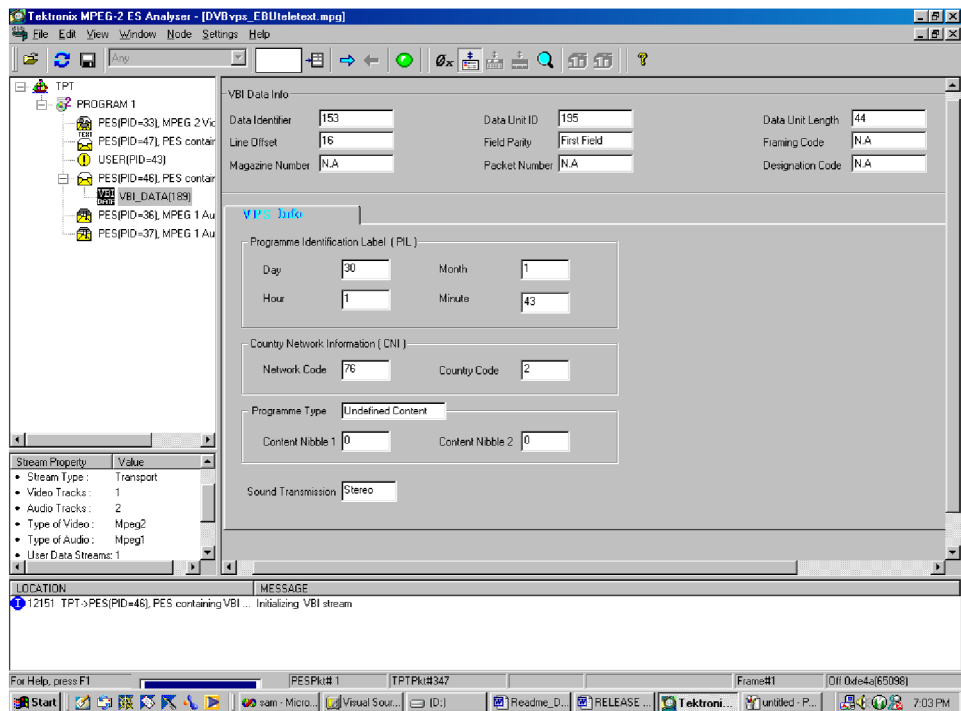 Tektronix MPEG-2 ES Analyser - [DVBvps_EBUteletext.mpg]
File Edit View Window Node Settings Help
Any
TPT
PROGRAM 1
PES(PID=33), MPEG 2 Vic
PES(PID=47), PES contair
USER(PID=43)
PES(PID=46), PES contair
VBI_DATA(189)
PES(PID=36), MPEG 1 Au
PES(PID=37), MPEG 1 Au
VBI Data Info
Data Identifier 153 Data Unit ID 195 Data Unit Length 44
Line Offset 16 Field Parity First Field Framing Code N.A
Magazine Number N.A Packet Number N.A Designation Code N.A
VPS Info
Programme Identification Label ( PIL )
Day 30 Month 1
Hour 1 Minute 43
Country Network Information ( CNI )
Network Code 76 Country Code 2
Programme Type Undefined Content
Content Nibble 1 0 Content Nibble 2 0
Sound Transmission Stereo
Stream Property Value
Stream Type : Transport
Video Tracks : 1
Audio Tracks : 2
Type of Video : Mpeg2
Type of Audio : Mpeg1
User Data Streams: 1
LOCATION MESSAGE
12151 TPT->PES(PID=46), PES containing VBI ... Initializing VBI stream
For Help, press F1 PESPkt# 1 TPTPkt#347 Frame#1 Off 0xfe4a(65098)
Start sam - Micro... Visual Sour... (D:) Readme_D... RELEASE ... Tektroni... untitled - P... 7:03 PM